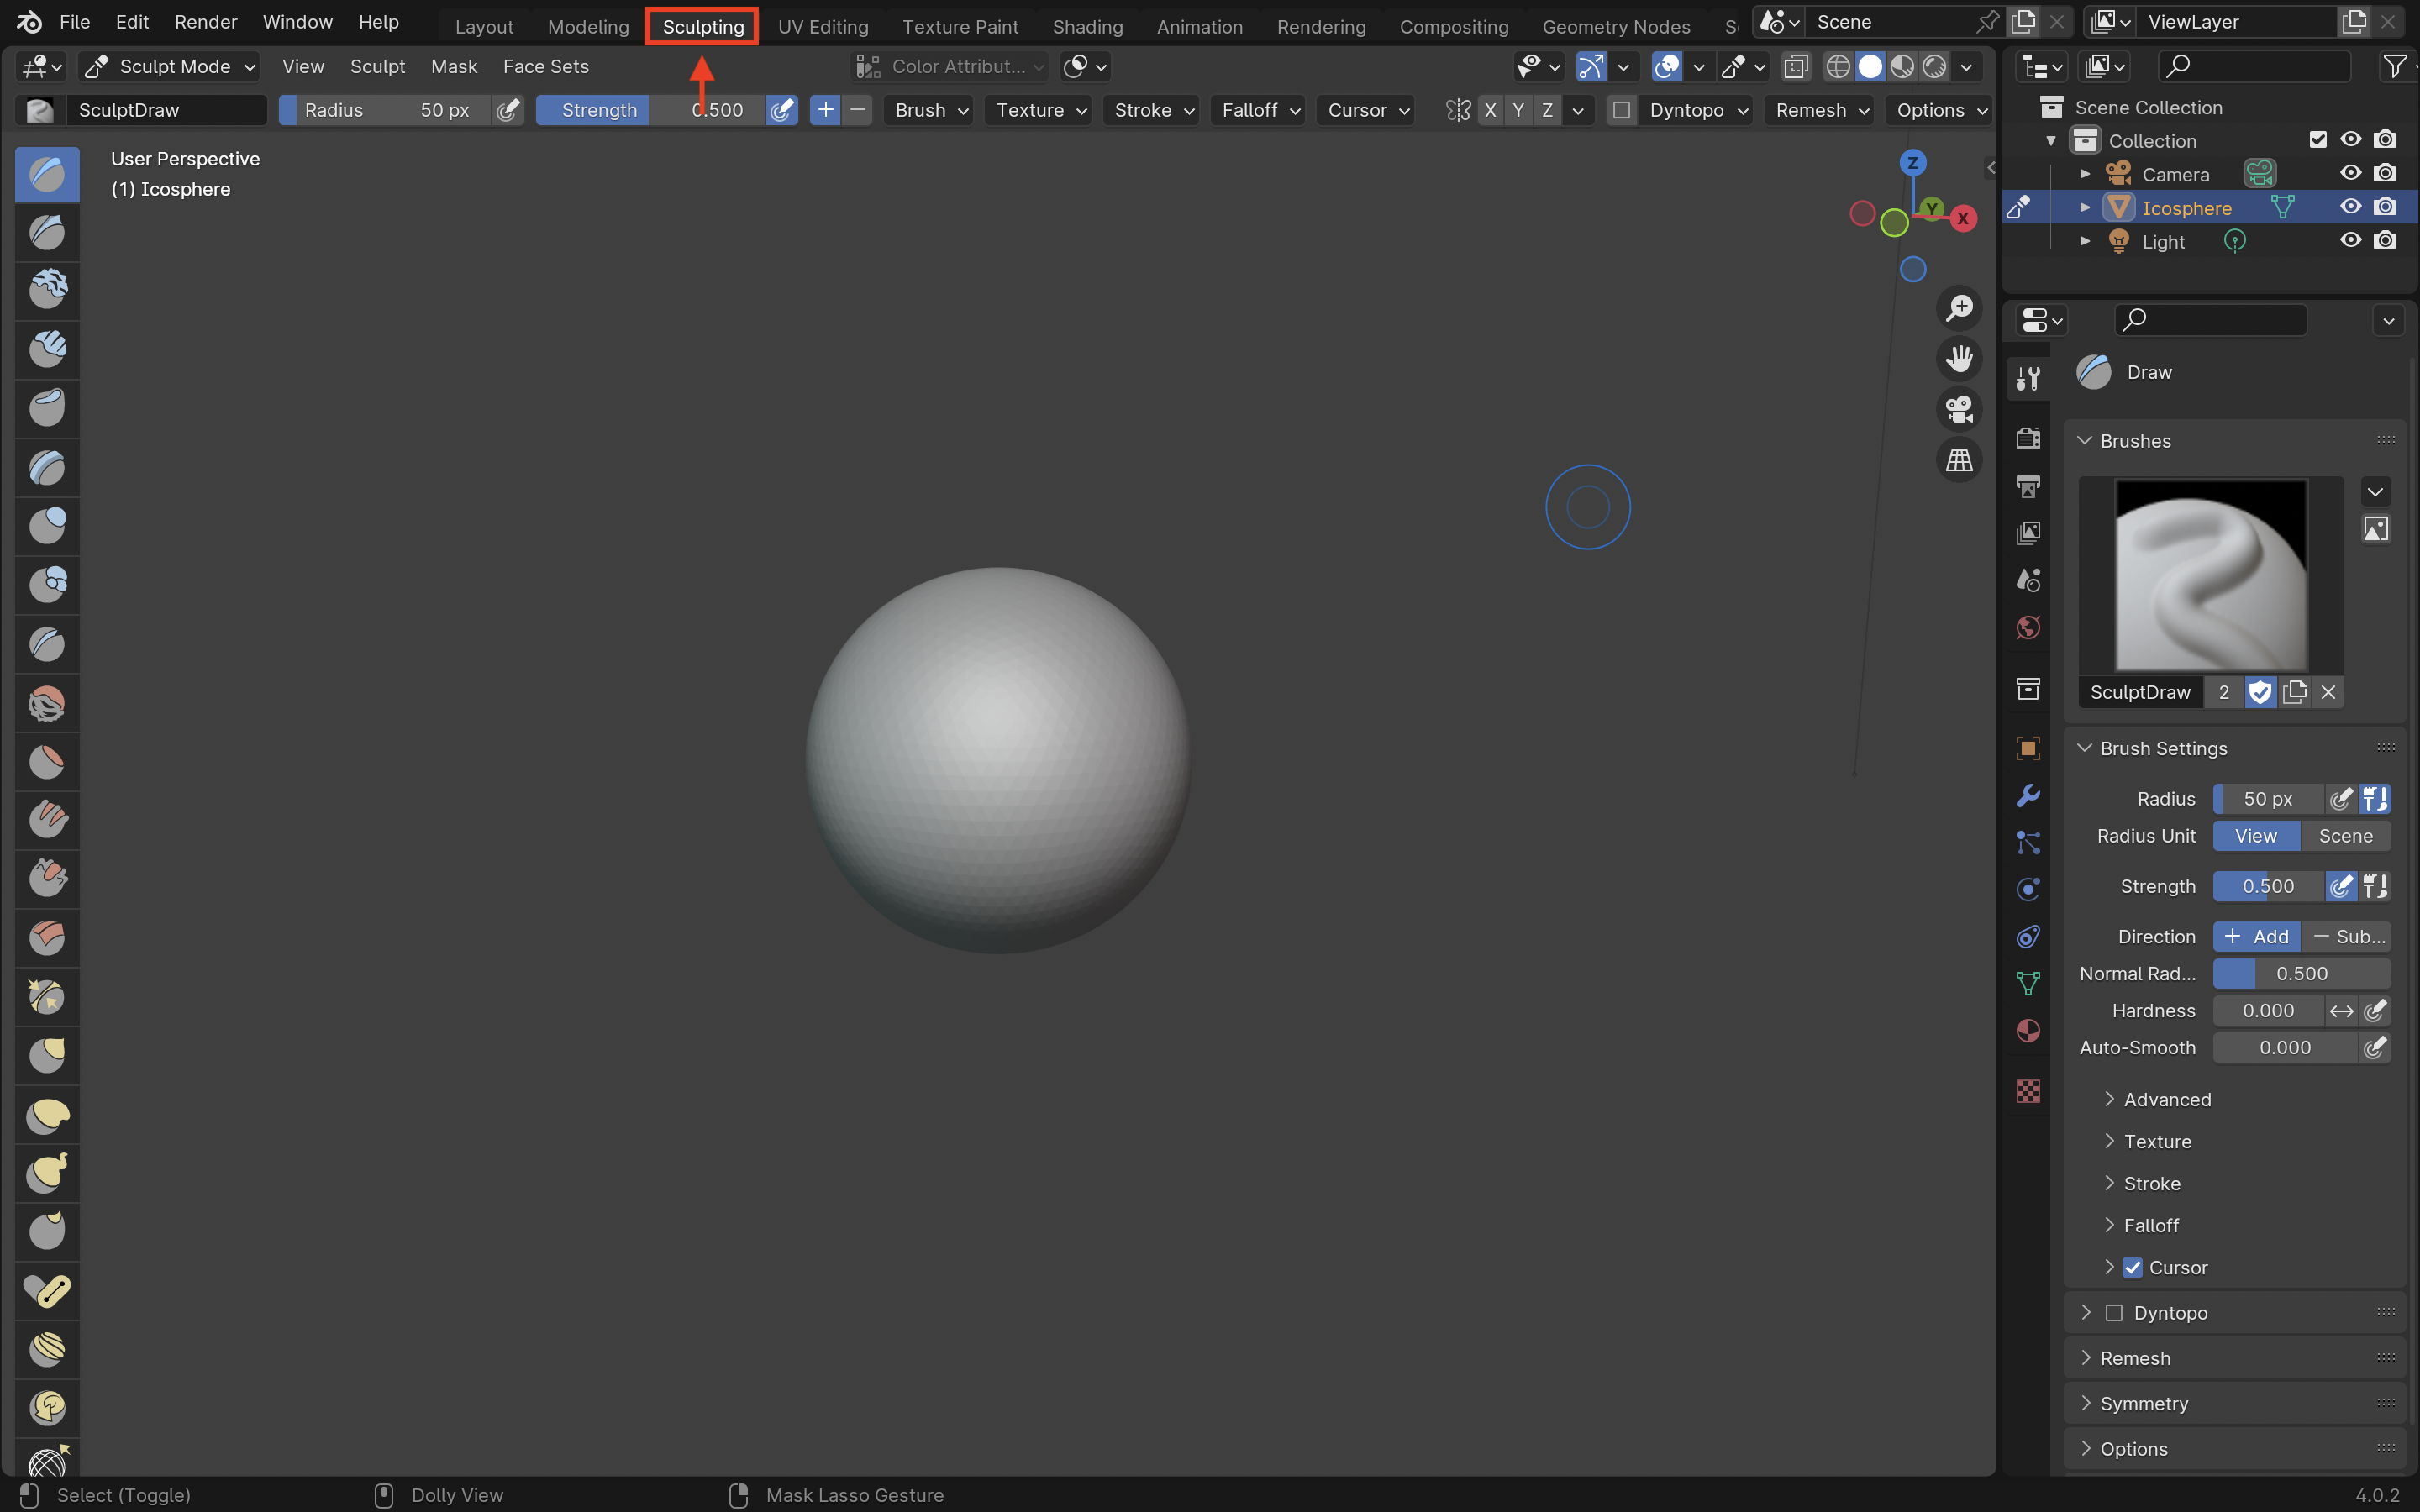 File Edit Render Window Help Layout Modeling Sculpting UV Editing Texture Paint Shading Animation Rendering Compositing Geometry Nodes S Scene ViewLayer
Sculpt Mode View Sculpt Mask Face Sets Color Attribut...
SculptDraw Radius 50 px Strength 0.500 Brush Texture Stroke Falloff Cursor X Y Z Dyntopo Remesh Options
User Perspective
(1) Icosphere
Z
Y
X
Scene Collection
Collection
Camera
Icosphere
Light
Draw
Brushes
SculptDraw 2
Brush Settings
Radius 50 px
Radius Unit View Scene
Strength 0.500
Direction + Add − Sub...
Normal Rad... 0.500
Hardness 0.000
Auto-Smooth 0.000
Advanced
Texture
Stroke
Falloff
Cursor
Dyntopo
Remesh
Symmetry
Options
Select (Toggle) Dolly View Mask Lasso Gesture 4.0.2